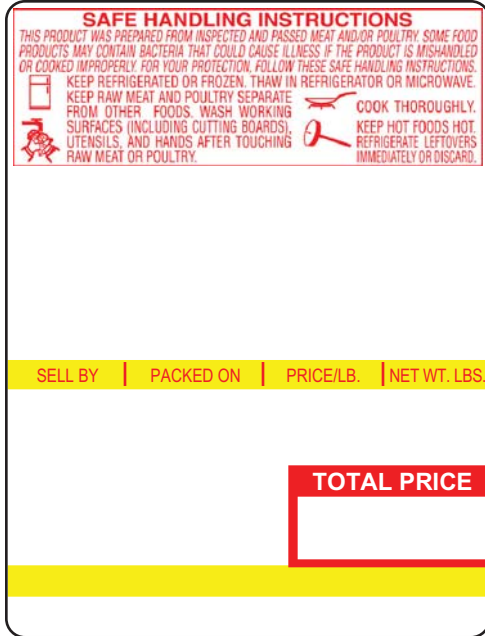 SAFE HANDLING INSTRUCTIONS
THIS PRODUCT WAS PREPARED FROM INSPECTED AND PASSED MEAT AND/OR POULTRY. SOME FOOD
PRODUCTS MAY CONTAIN BACTERIA THAT COULD CAUSE ILLNESS IF THE PRODUCT IS MISHANDLED
OR COOKED IMPROPERLY. FOR YOUR PROTECTION, FOLLOW THESE SAFE HANDLING INSTRUCTIONS.
KEEP REFRIGERATED OR FROZEN. THAW IN REFRIGERATOR OR MICROWAVE.
KEEP RAW MEAT AND POULTRY SEPARATE
FROM OTHER FOODS. WASH WORKING
SURFACES (INCLUDING CUTTING BOARDS),
UTENSILS, AND HANDS AFTER TOUCHING
RAW MEAT OR POULTRY.
COOK THOROUGHLY.
KEEP HOT FOODS HOT.
REFRIGERATE LEFTOVERS
IMMEDIATELY OR DISCARD.
SELL BY PACKED ON PRICE/LB. NET WT. LBS.
TOTAL PRICE